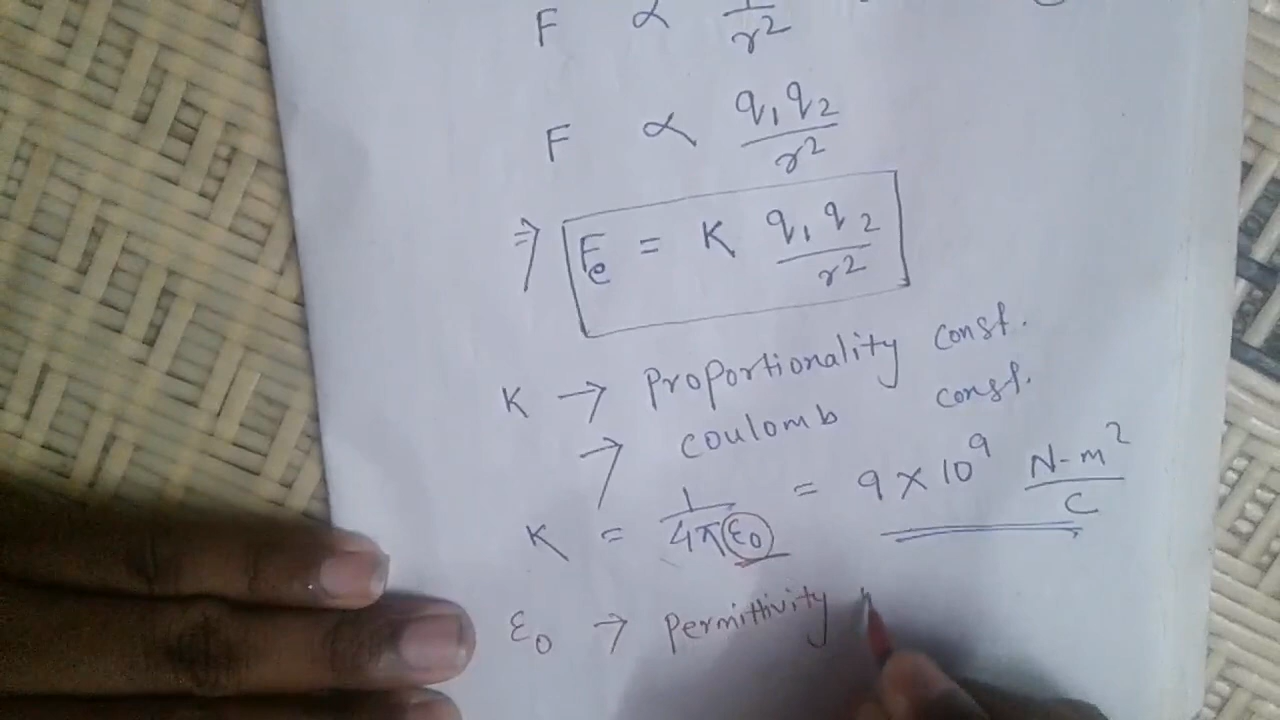 F ∝ 1/r²
F ∝ q₁q₂/r²
⇒ Fe = K q₁q₂/r²
K → Proportionality const.
→ coulomb const.
K = 1/4πε₀ = 9×10⁹ N-m²/C
ε₀ → Permittivity